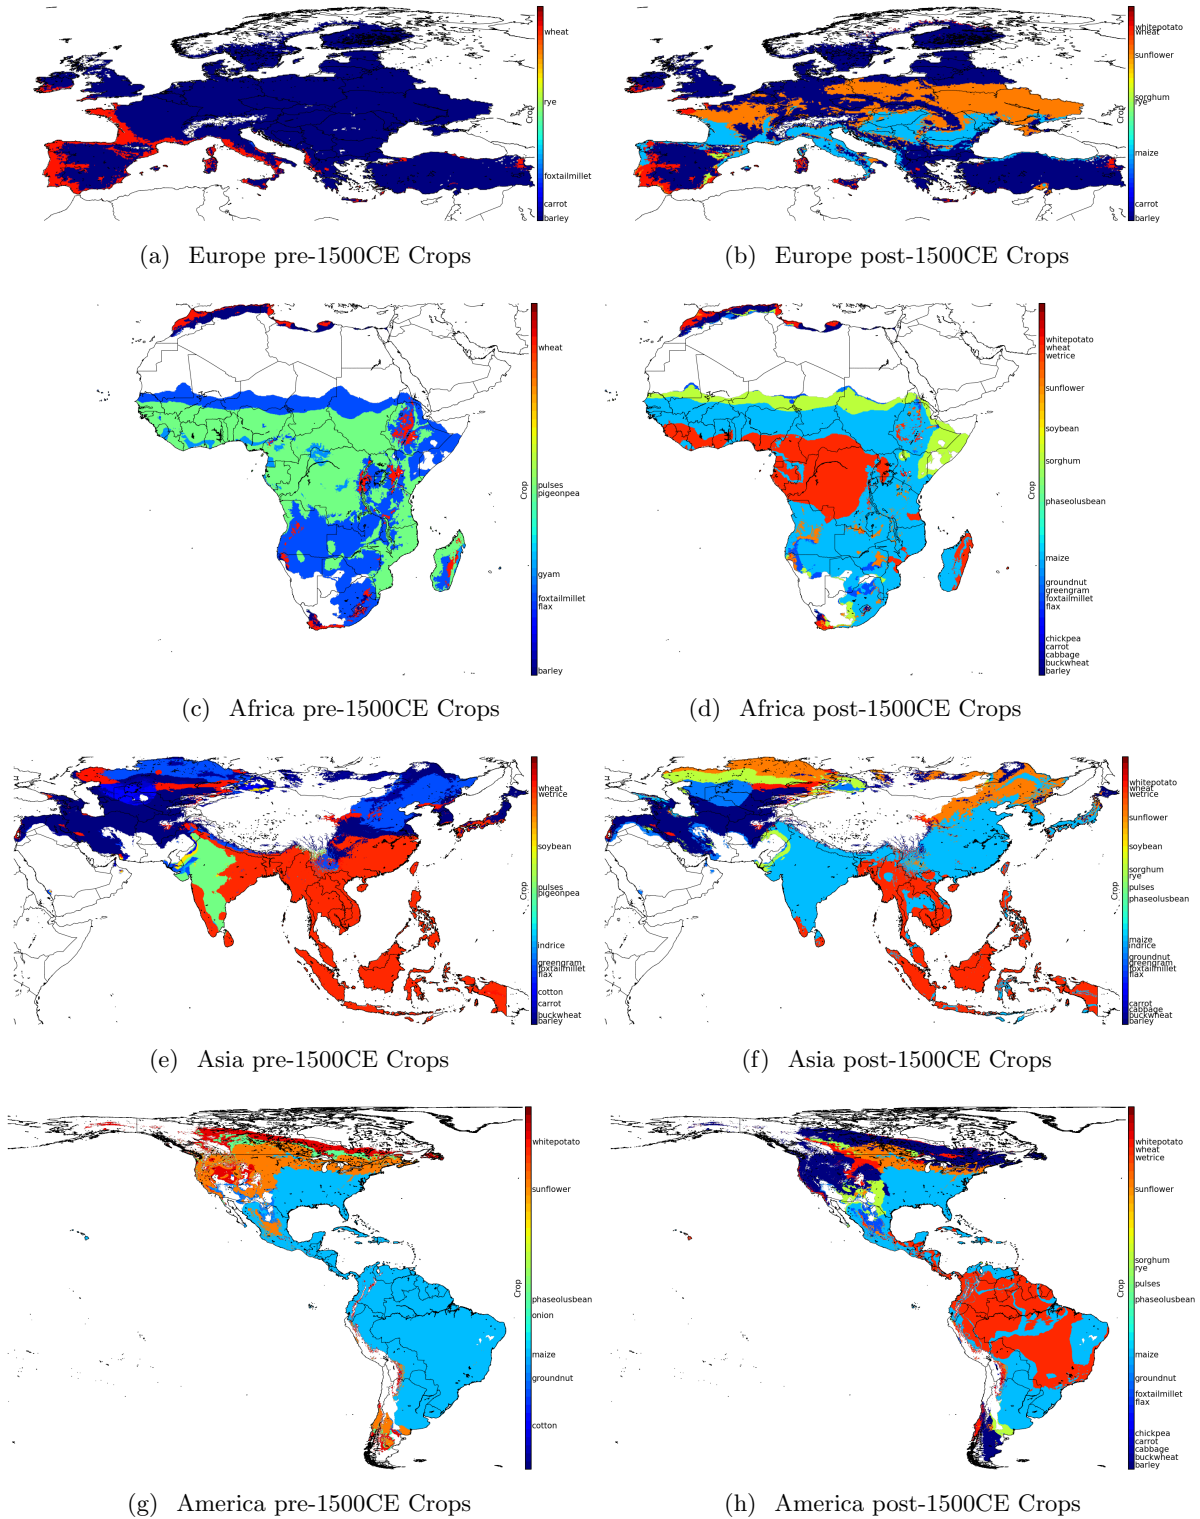 wheat
rye
Crop
foxtailmillet
carrot
barley
whitepotato
wheat
sunflower
sorghum
rye
Crop
maize
carrot
barley
(a) Europe pre-1500CE Crops
(b) Europe post-1500CE Crops
wheat
pulses
pigeonpea
Crop
gyam
foxtailmillet
flax
barley
whitepotato
wheat
wetrice
sunflower
soybean
sorghum
Crop
phaseolusbean
maize
groundnut
greengram
foxtailmillet
flax
chickpea
carrot
cabbage
buckwheat
barley
(c) Africa pre-1500CE Crops
(d) Africa post-1500CE Crops
wheat
wetrice
soybean
pulses
pigeonpea
Crop
indrice
greengram
foxtailmillet
flax
cotton
carrot
buckwheat
barley
whitepotato
wheat
wetrice
sunflower
soybean
sorghum
rye
pulses
Crop
phaseolusbean
maize
indrice
groundnut
greengram
foxtailmillet
flax
carrot
cabbage
buckwheat
barley
(e) Asia pre-1500CE Crops
(f) Asia post-1500CE Crops
whitepotato
sunflower
Crop
phaseolusbean
onion
maize
groundnut
cotton
whitepotato
wheat
wetrice
sorghum
rye
pulses
Crop
phaseolusbean
maize
groundnut
foxtailmillet
flax
chickpea
carrot
cabbage
buckwheat
barley
(g) America pre-1500CE Crops
(h) America post-1500CE Crops